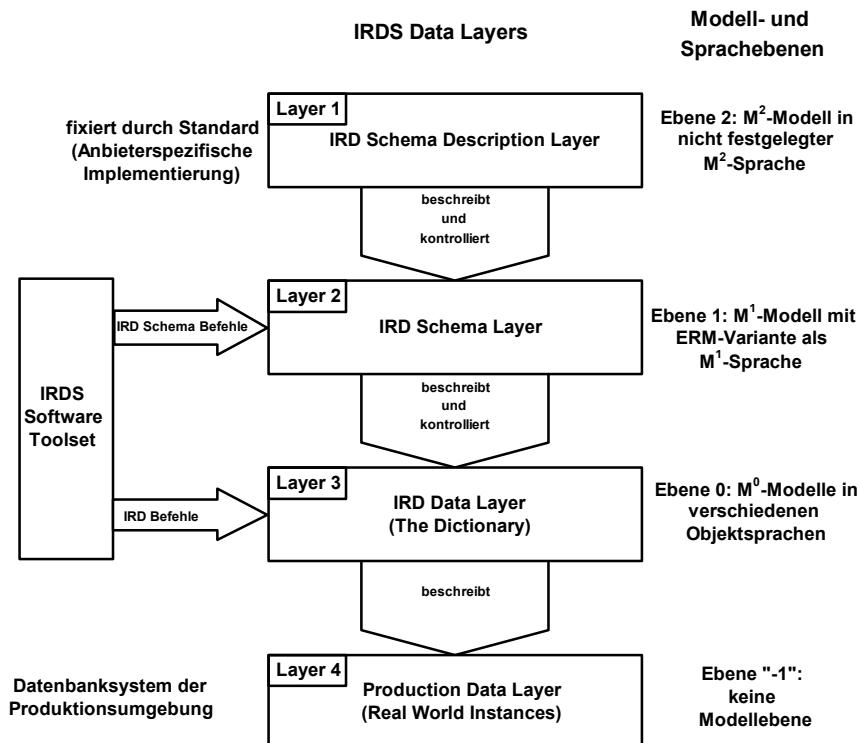 IRDS Data Layers
Modell- und
Sprachebenen
fixiert durch Standard
(Anbieterspezifische
Implementierung)
Layer 1
IRD Schema Description Layer
Ebene 2: M²-Modell in
nicht festgelegter
M²-Sprache
beschreibt
und
kontrolliert
Layer 2
IRD Schema Layer
Ebene 1: M¹-Modell mit
ERM-Variante als
M¹-Sprache
IRD Schema Befehle
IRDS
Software
Toolset
beschreibt
und
kontrolliert
Layer 3
IRD Data Layer
(The Dictionary)
Ebene 0: M⁰-Modelle in
verschiedenen
Objektsprachen
IRD Befehle
beschreibt
Datenbanksystem der
Produktionsumgebung
Layer 4
Production Data Layer
(Real World Instances)
Ebene "-1":
keine
Modellebene